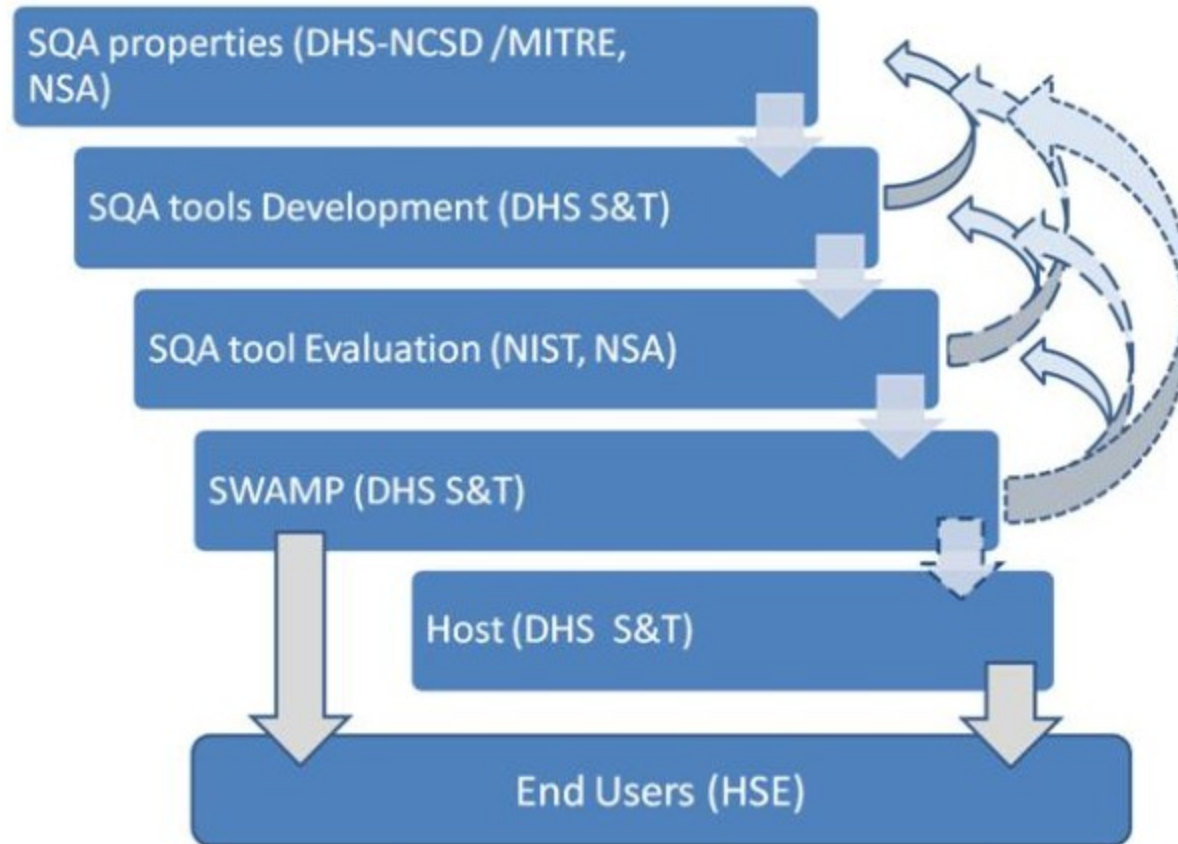 SQA properties (DHS-NCSD /MITRE,
NSA)
SQA tools Development (DHS S&T)
SQA tool Evaluation (NIST, NSA)
SWAMP (DHS S&T)
Host (DHS  S&T)
End Users (HSE)